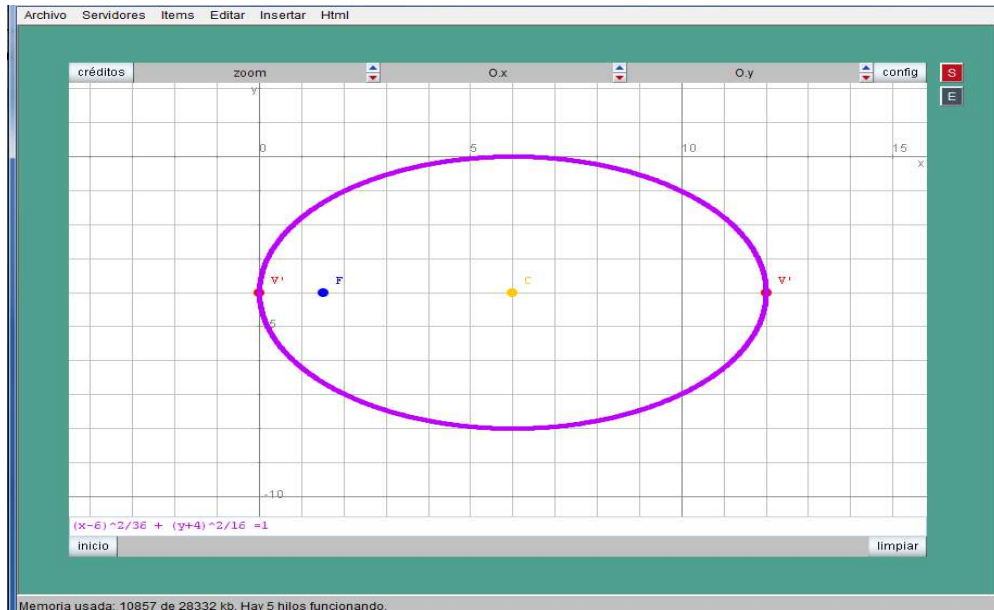 Archivo Servidores Items Editar Insertar Html
créditos zoom O.x O.y config S
E
y
0 5 10 15
x
V' F C V'
-5
-10
(x-6)^2/36 + (y+4)^2/16 =1
inicio limpiar
Memoria usada: 10857 de 28332 kb. Hay 5 hilos funcionando.